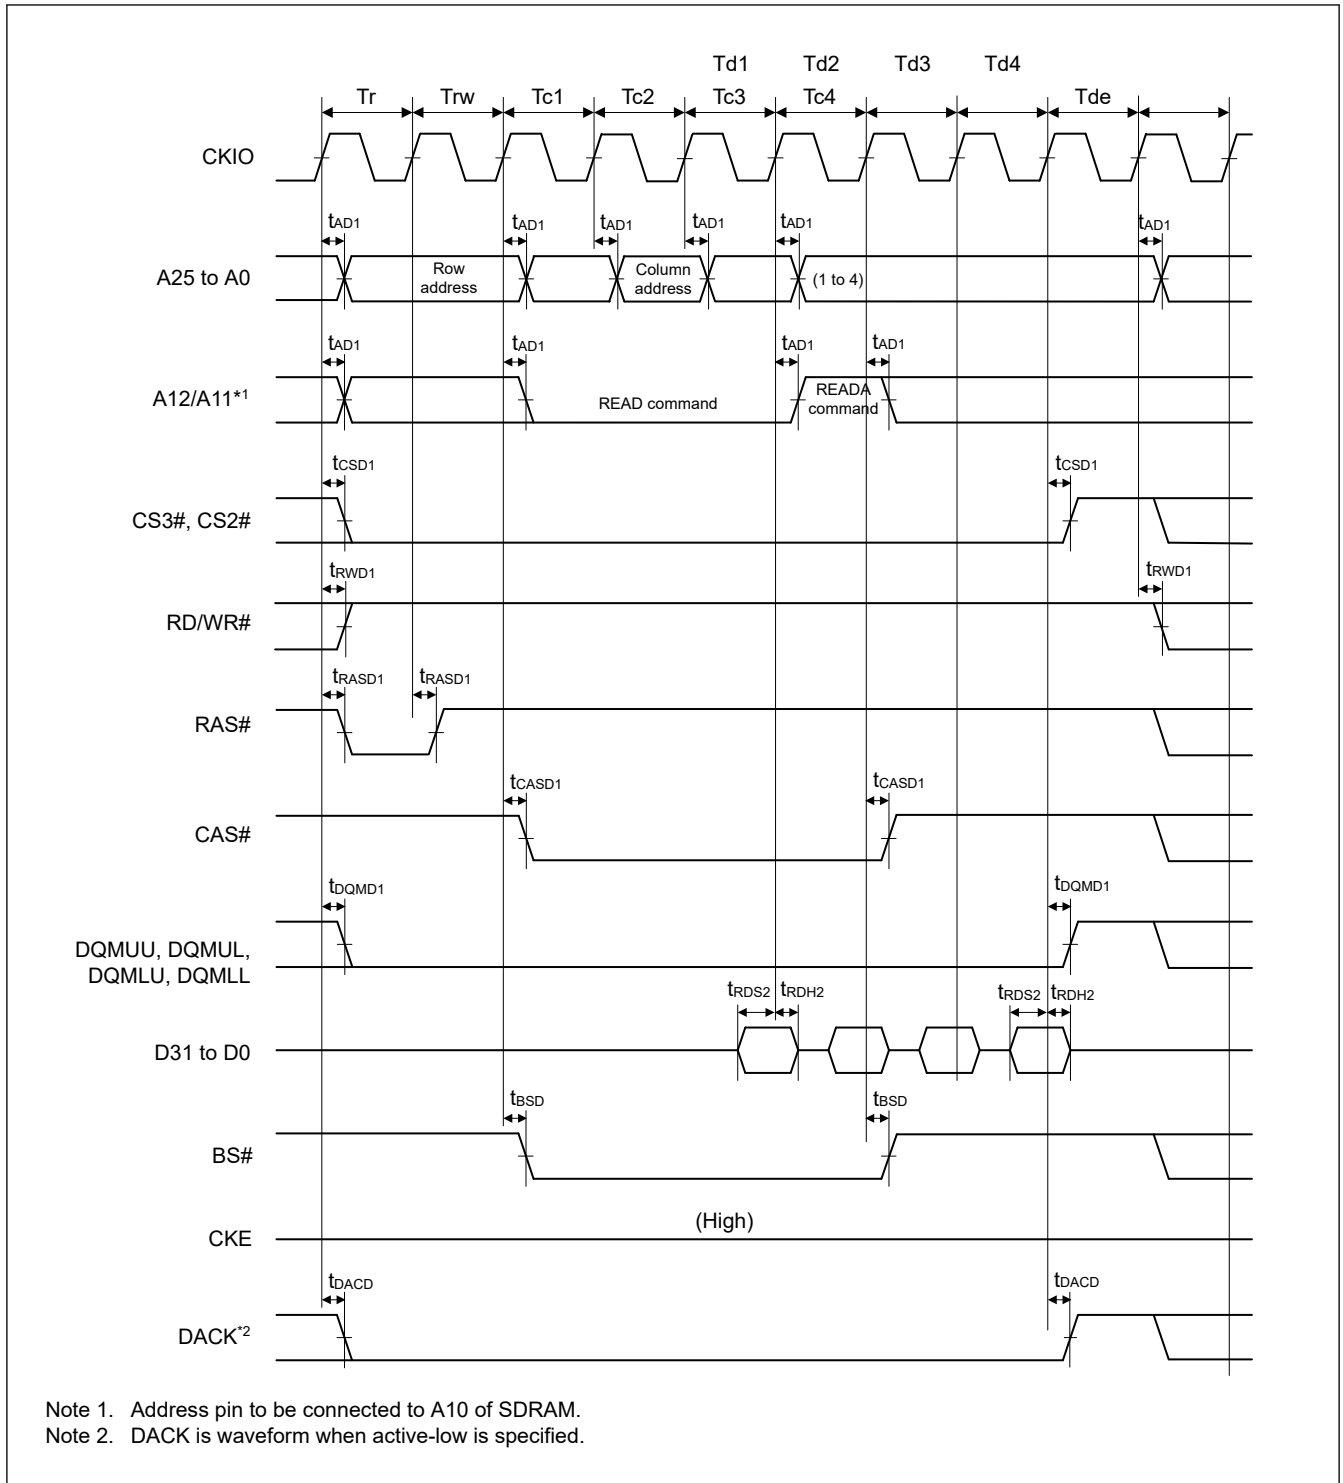 Td1 Td2 Td3 Td4
Tr Trw Tc1 Tc2 Tc3 Tc4 Tde
CKIO
tAD1 tAD1 tAD1 tAD1 tAD1 tAD1
A25 to A0
Row address
Column address
(1 to 4)
tAD1 tAD1 tAD1 tAD1
A12/A11*1
READ command
READA command
tCSD1 tCSD1
CS3#, CS2#
tRWD1 tRWD1
RD/WR#
tRASD1 tRASD1
RAS#
tCASD1 tCASD1
CAS#
tDQMD1 tDQMD1
DQMUU, DQMUL,
DQMLU, DQMLL
tRDS2 tRDH2 tRDS2 tRDH2
D31 to D0
tBSD tBSD
BS#
(High)
CKE
tDACD tDACD
DACK*2
Note 1. Address pin to be connected to A10 of SDRAM.
Note 2. DACK is waveform when active-low is specified.